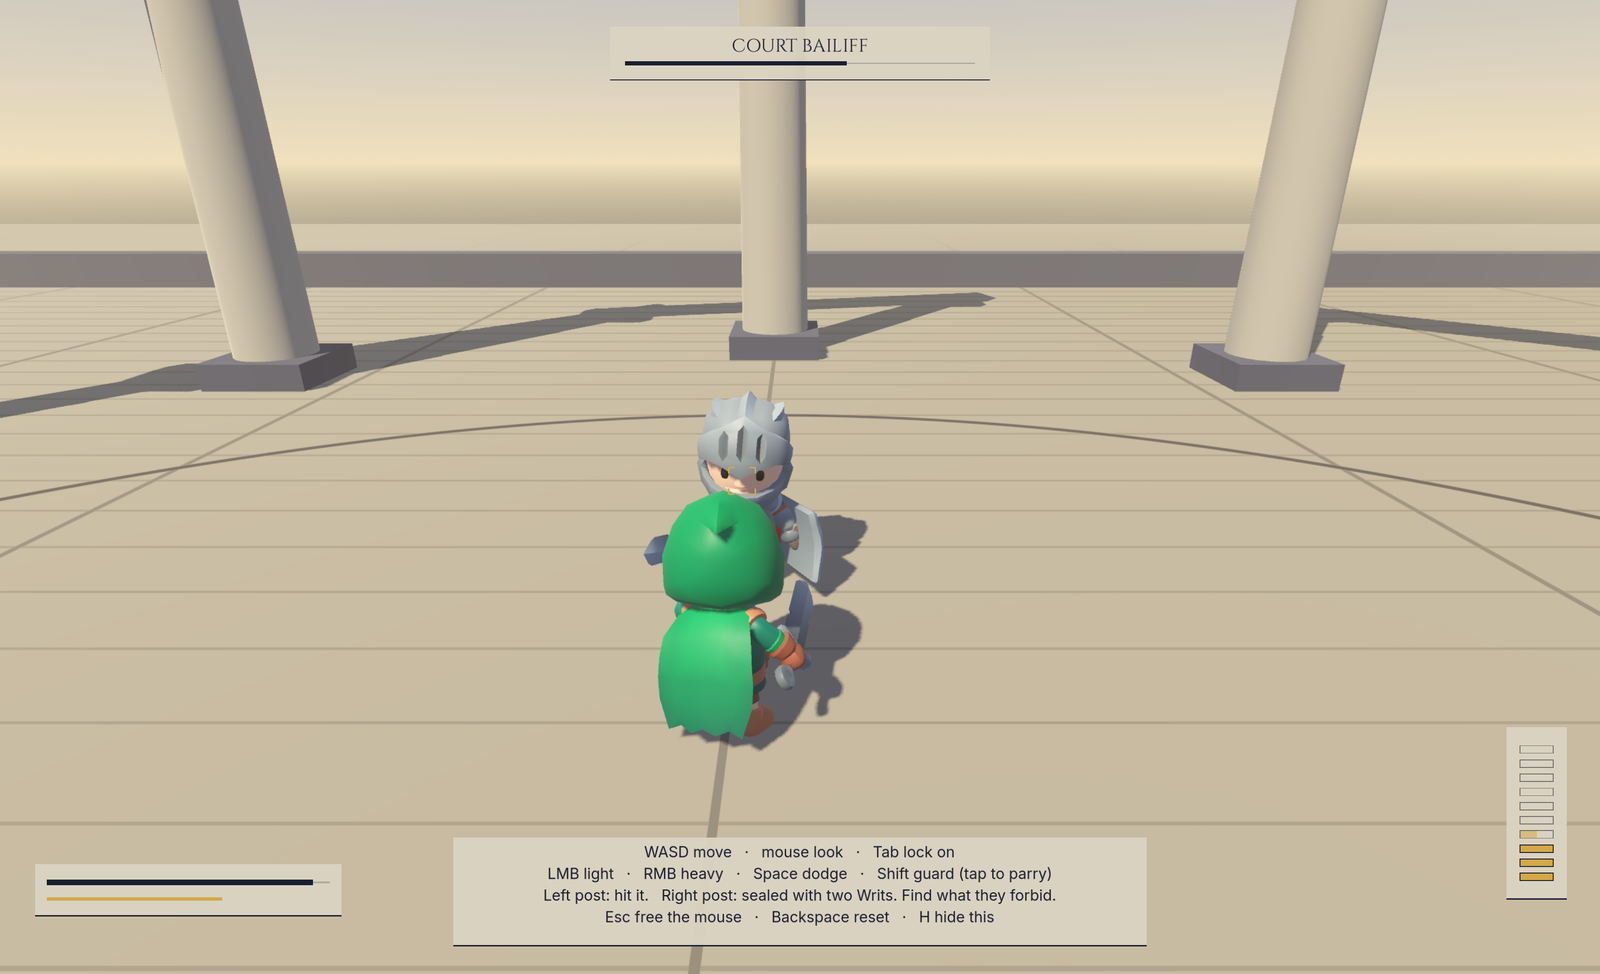 COURT BAILIFF
WASD move · mouse look · Tab lock on
LMB light · RMB heavy · Space dodge · Shift guard (tap to parry)
Left post: hit it. Right post: sealed with two Writs. Find what they forbid.
Esc free the mouse · Backspace reset · H hide this